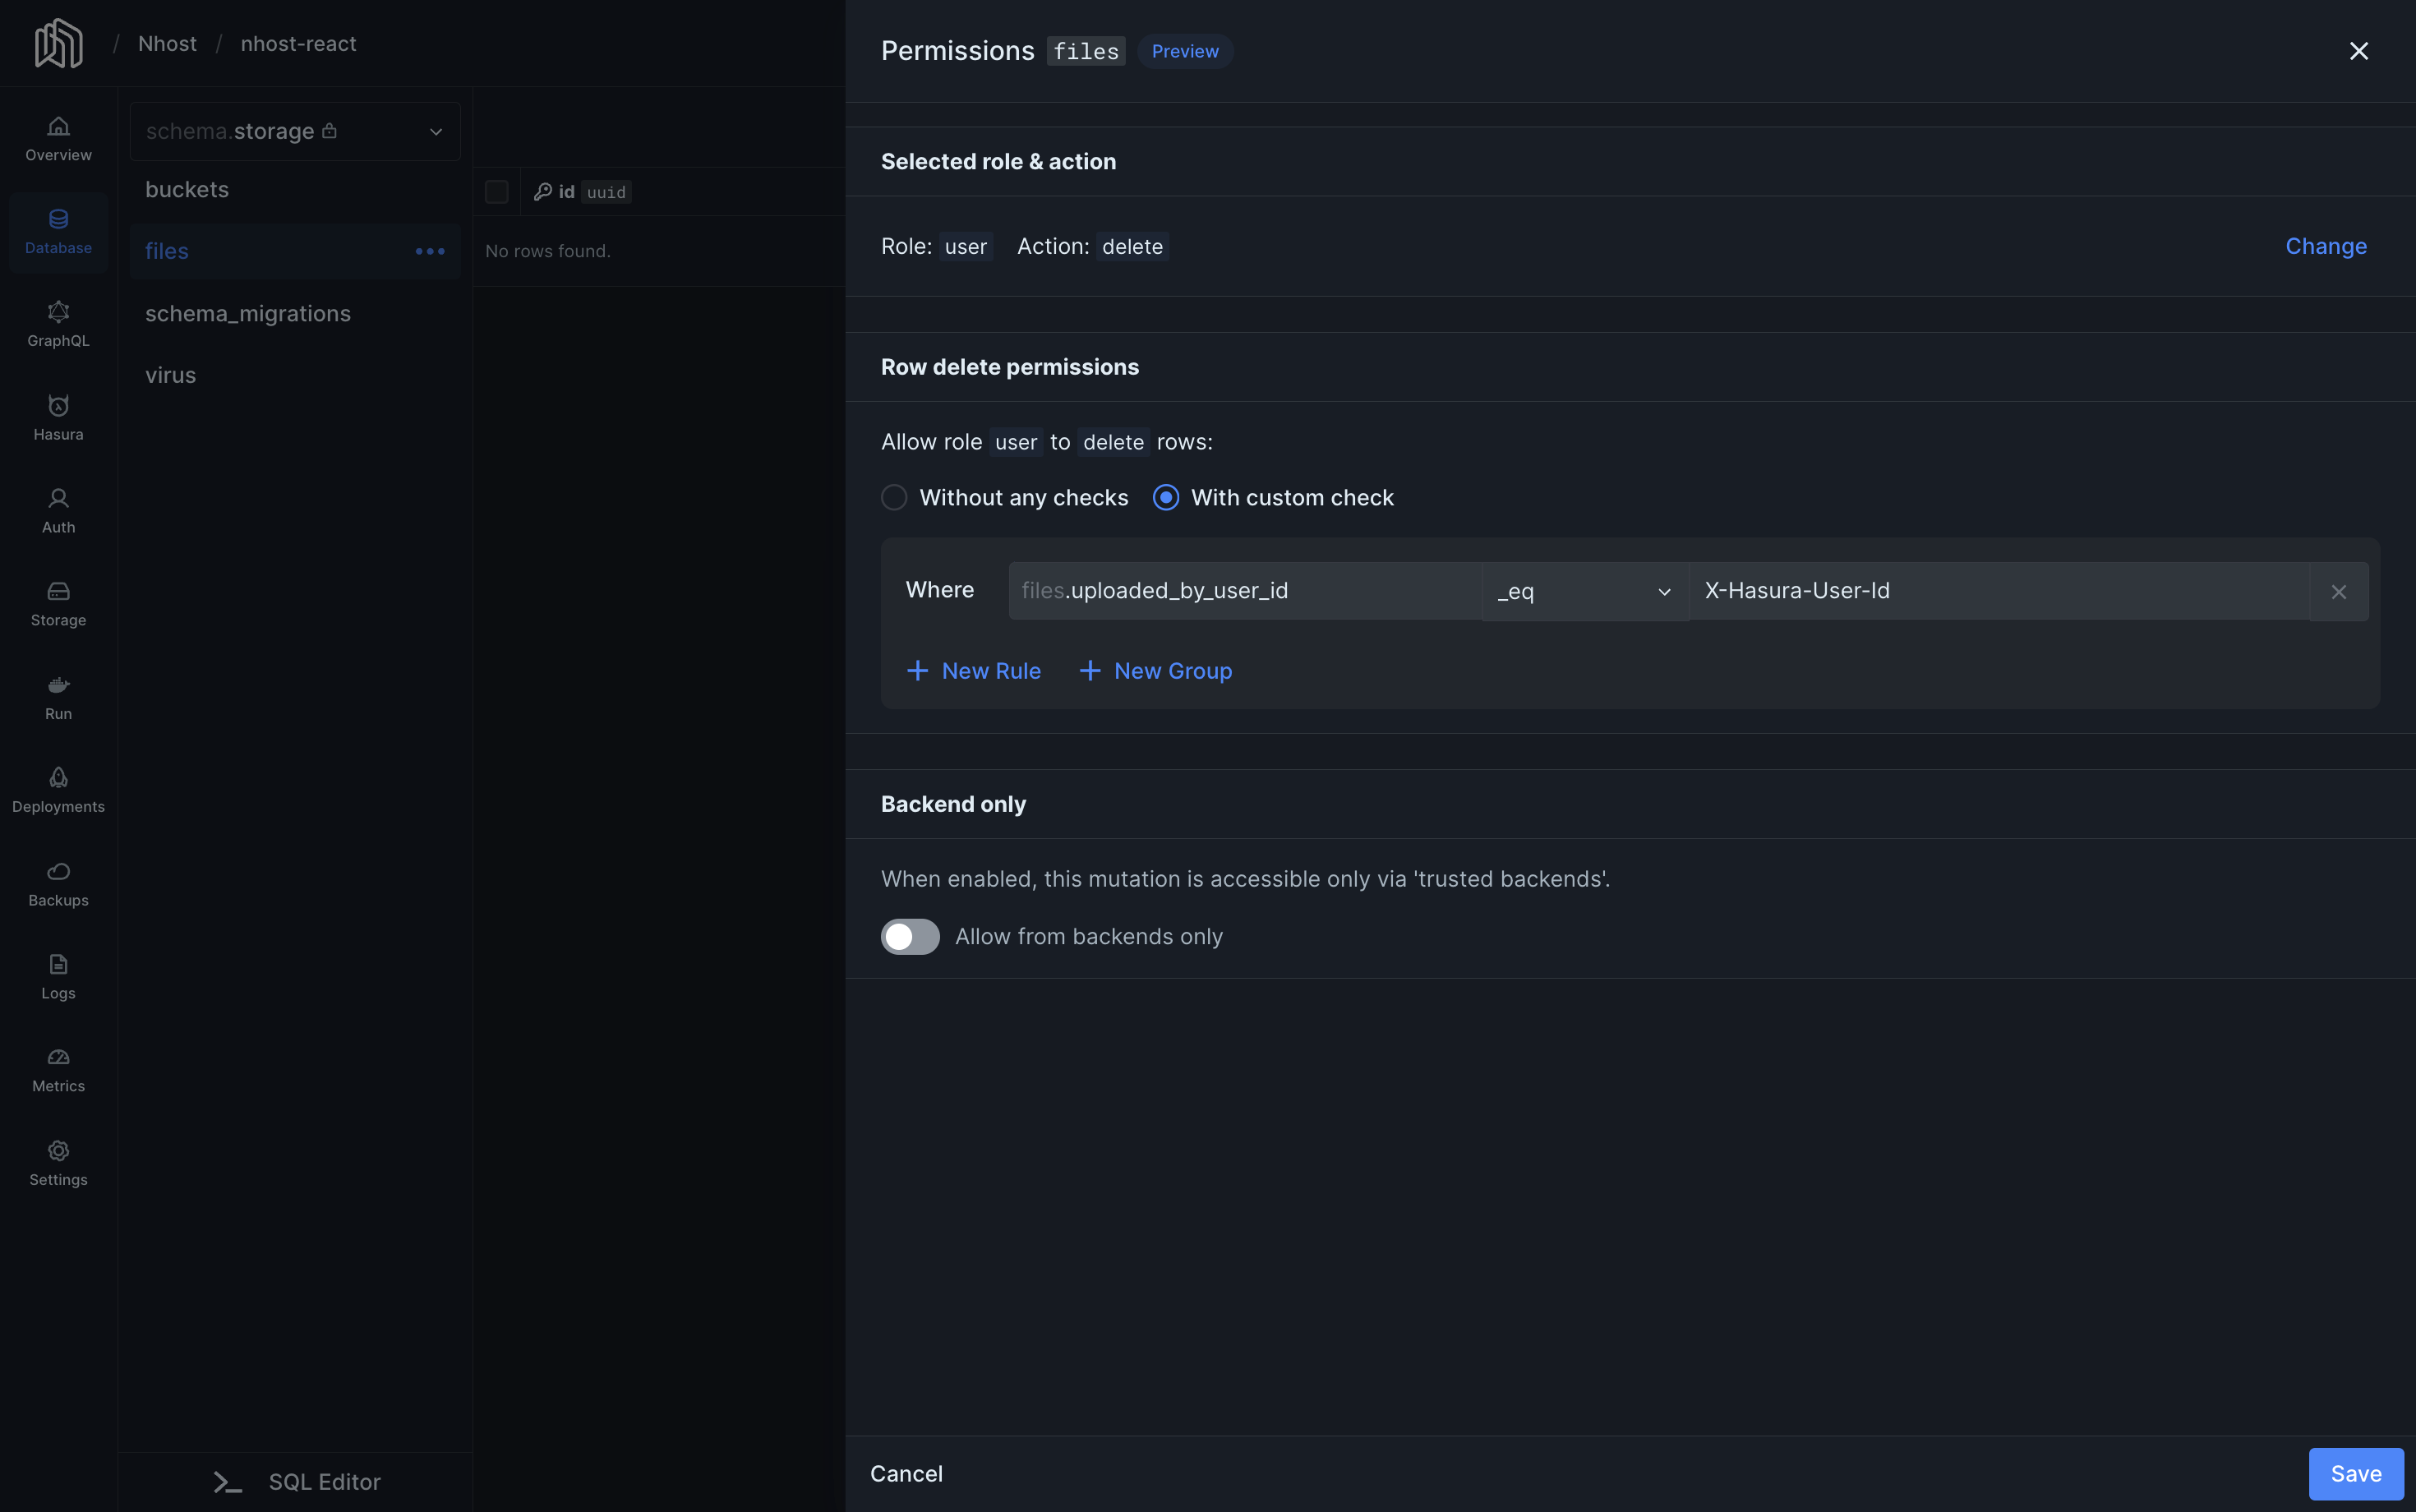 / Nhost / nhost-react
Overview
Database
GraphQL
Hasura
Auth
Storage
Run
Deployments
Backups
Logs
Metrics
Settings
schema.storage
buckets
files
schema_migrations
virus
SQL Editor
id uuid
No rows found.
Permissions files Preview
Selected role & action
Role: user Action: delete Change
Row delete permissions
Allow role user to delete rows:
Without any checks With custom check
Where files.uploaded_by_user_id _eq X-Hasura-User-Id
New Rule New Group
Backend only
When enabled, this mutation is accessible only via 'trusted backends'.
Allow from backends only
Cancel Save